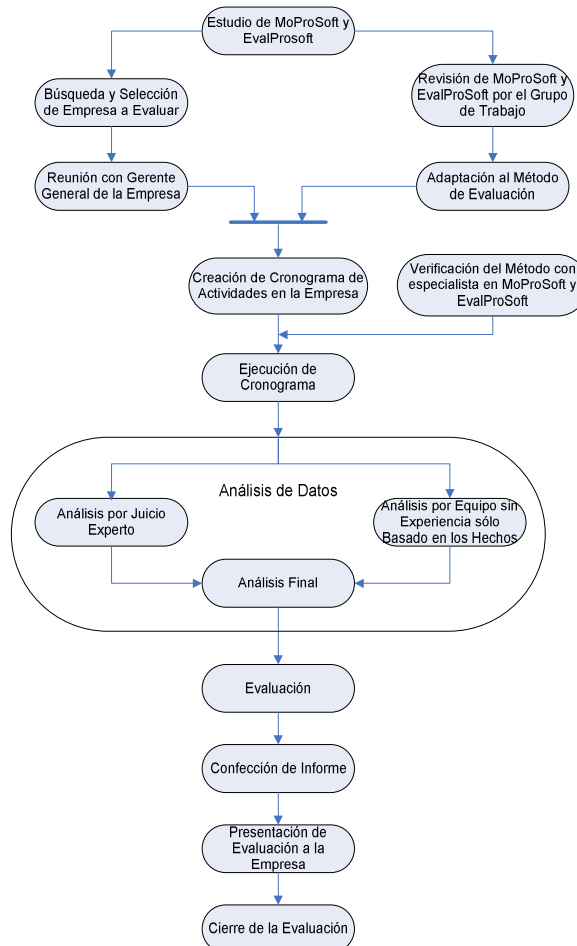 Estudio de MoProSoft y
EvalProsoft
Búsqueda y Selección
de Empresa a Evaluar
Revisión de MoProSoft y
EvalProSoft por el Grupo
de Trabajo
Reunión con Gerente
General de la Empresa
Adaptación al Método
de Evaluación
Creación de Cronograma de
Actividades en la Empresa
Verificación del Método con
especialista en MoProSoft y
EvalProSoft
Ejecución de
Cronograma
Análisis de Datos
Análisis por Juicio
Experto
Análisis por Equipo sin
Experiencia sólo
Basado en los Hechos
Análisis Final
Evaluación
Confección de Informe
Presentación de
Evaluación a la
Empresa
Cierre de la Evaluación